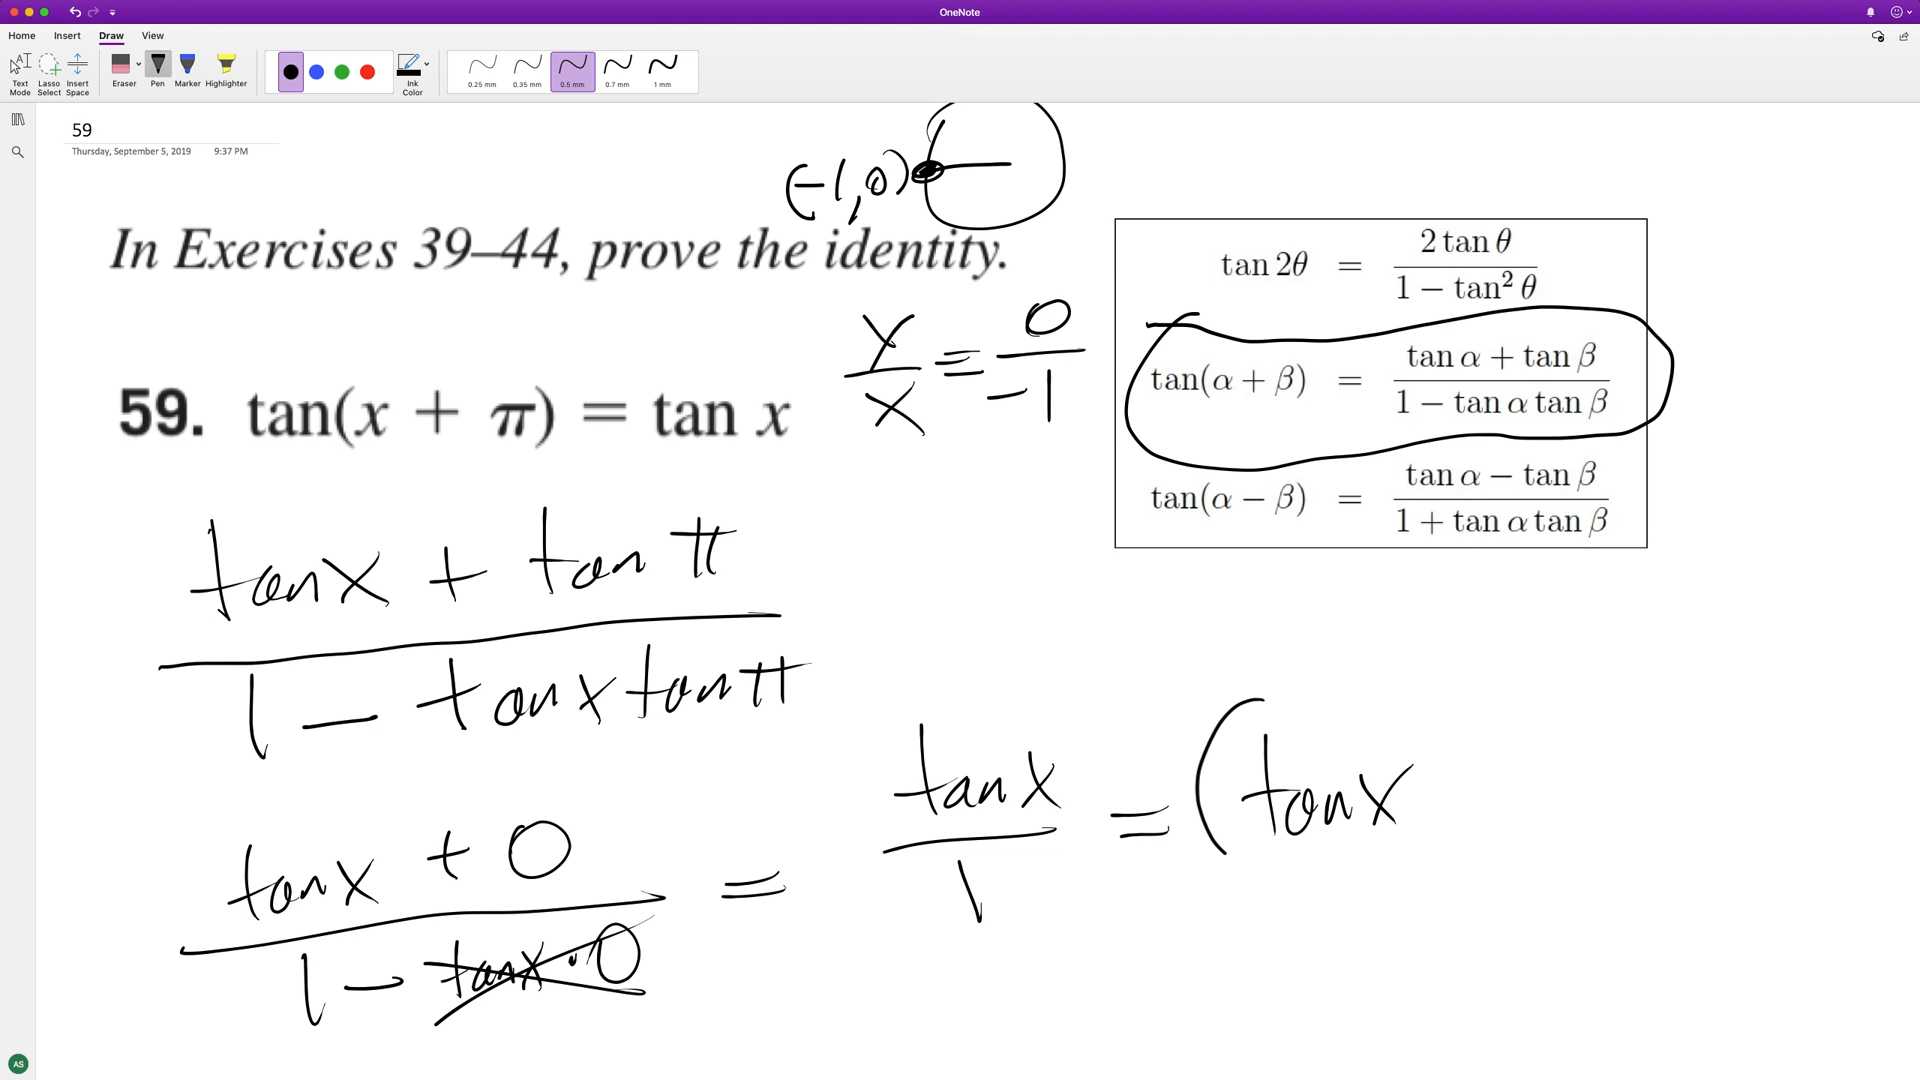 OneNote
Home Insert Draw View
Text Mode
Lasso Select
Insert Space
Eraser
Pen
Marker
Highlighter
Ink Color
0.25 mm
0.35 mm
0.5 mm
0.7 mm
1 mm
59
Thursday, September 5, 2019 9:37 PM
(-1,0)
In Exercises 39–44, prove the identity.
y/x = 0/-1
59. tan(x + π) = tan x
tan 2θ = 2 tan θ / 1 − tan² θ
tan(α + β) = tan α + tan β / 1 − tan α tan β
tan(α − β) = tan α − tan β / 1 + tan α tan β
tanx + tan π
1 - tanx tan π
tanx + 0 / 1 - tanx · 0 = tanx / 1 = (tanx
AS